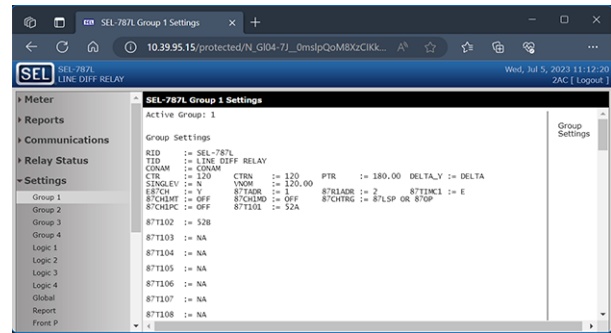 SEL-787L Group 1 Settings
10.39.95.15/protected/N_Gl04-7J__0mslpQoM8XzClKk...
SEL
SEL-787L
LINE DIFF RELAY
Wed, Jul 5, 2023 11:12:20
2AC [ Logout ]
Meter
Reports
Communications
Relay Status
Settings
Group 1
Group 2
Group 3
Group 4
Logic 1
Logic 2
Logic 3
Logic 4
Global
Report
Front P
SEL-787L Group 1 Settings
Active Group: 1
Group Settings
RID := SEL-787L
TID := LINE DIFF RELAY
CONAM := CONAM
CTR := 120 CTRN := 120 PTR := 180.00 DELTA_Y := DELTA
SINGLEV := N VNOM := 120.00
E87CH := Y 87TADR := 1 87R1ADR := 2 87TIMC1 := E
87CH1MT := OFF 87CH1MD := OFF 87CHTRG := 87LSP OR 87OP
87CH1PC := OFF 87T101 := 52A
87T102 := 52B
87T103 := NA
87T104 := NA
87T105 := NA
87T106 := NA
87T107 := NA
87T108 := NA
Group
Settings